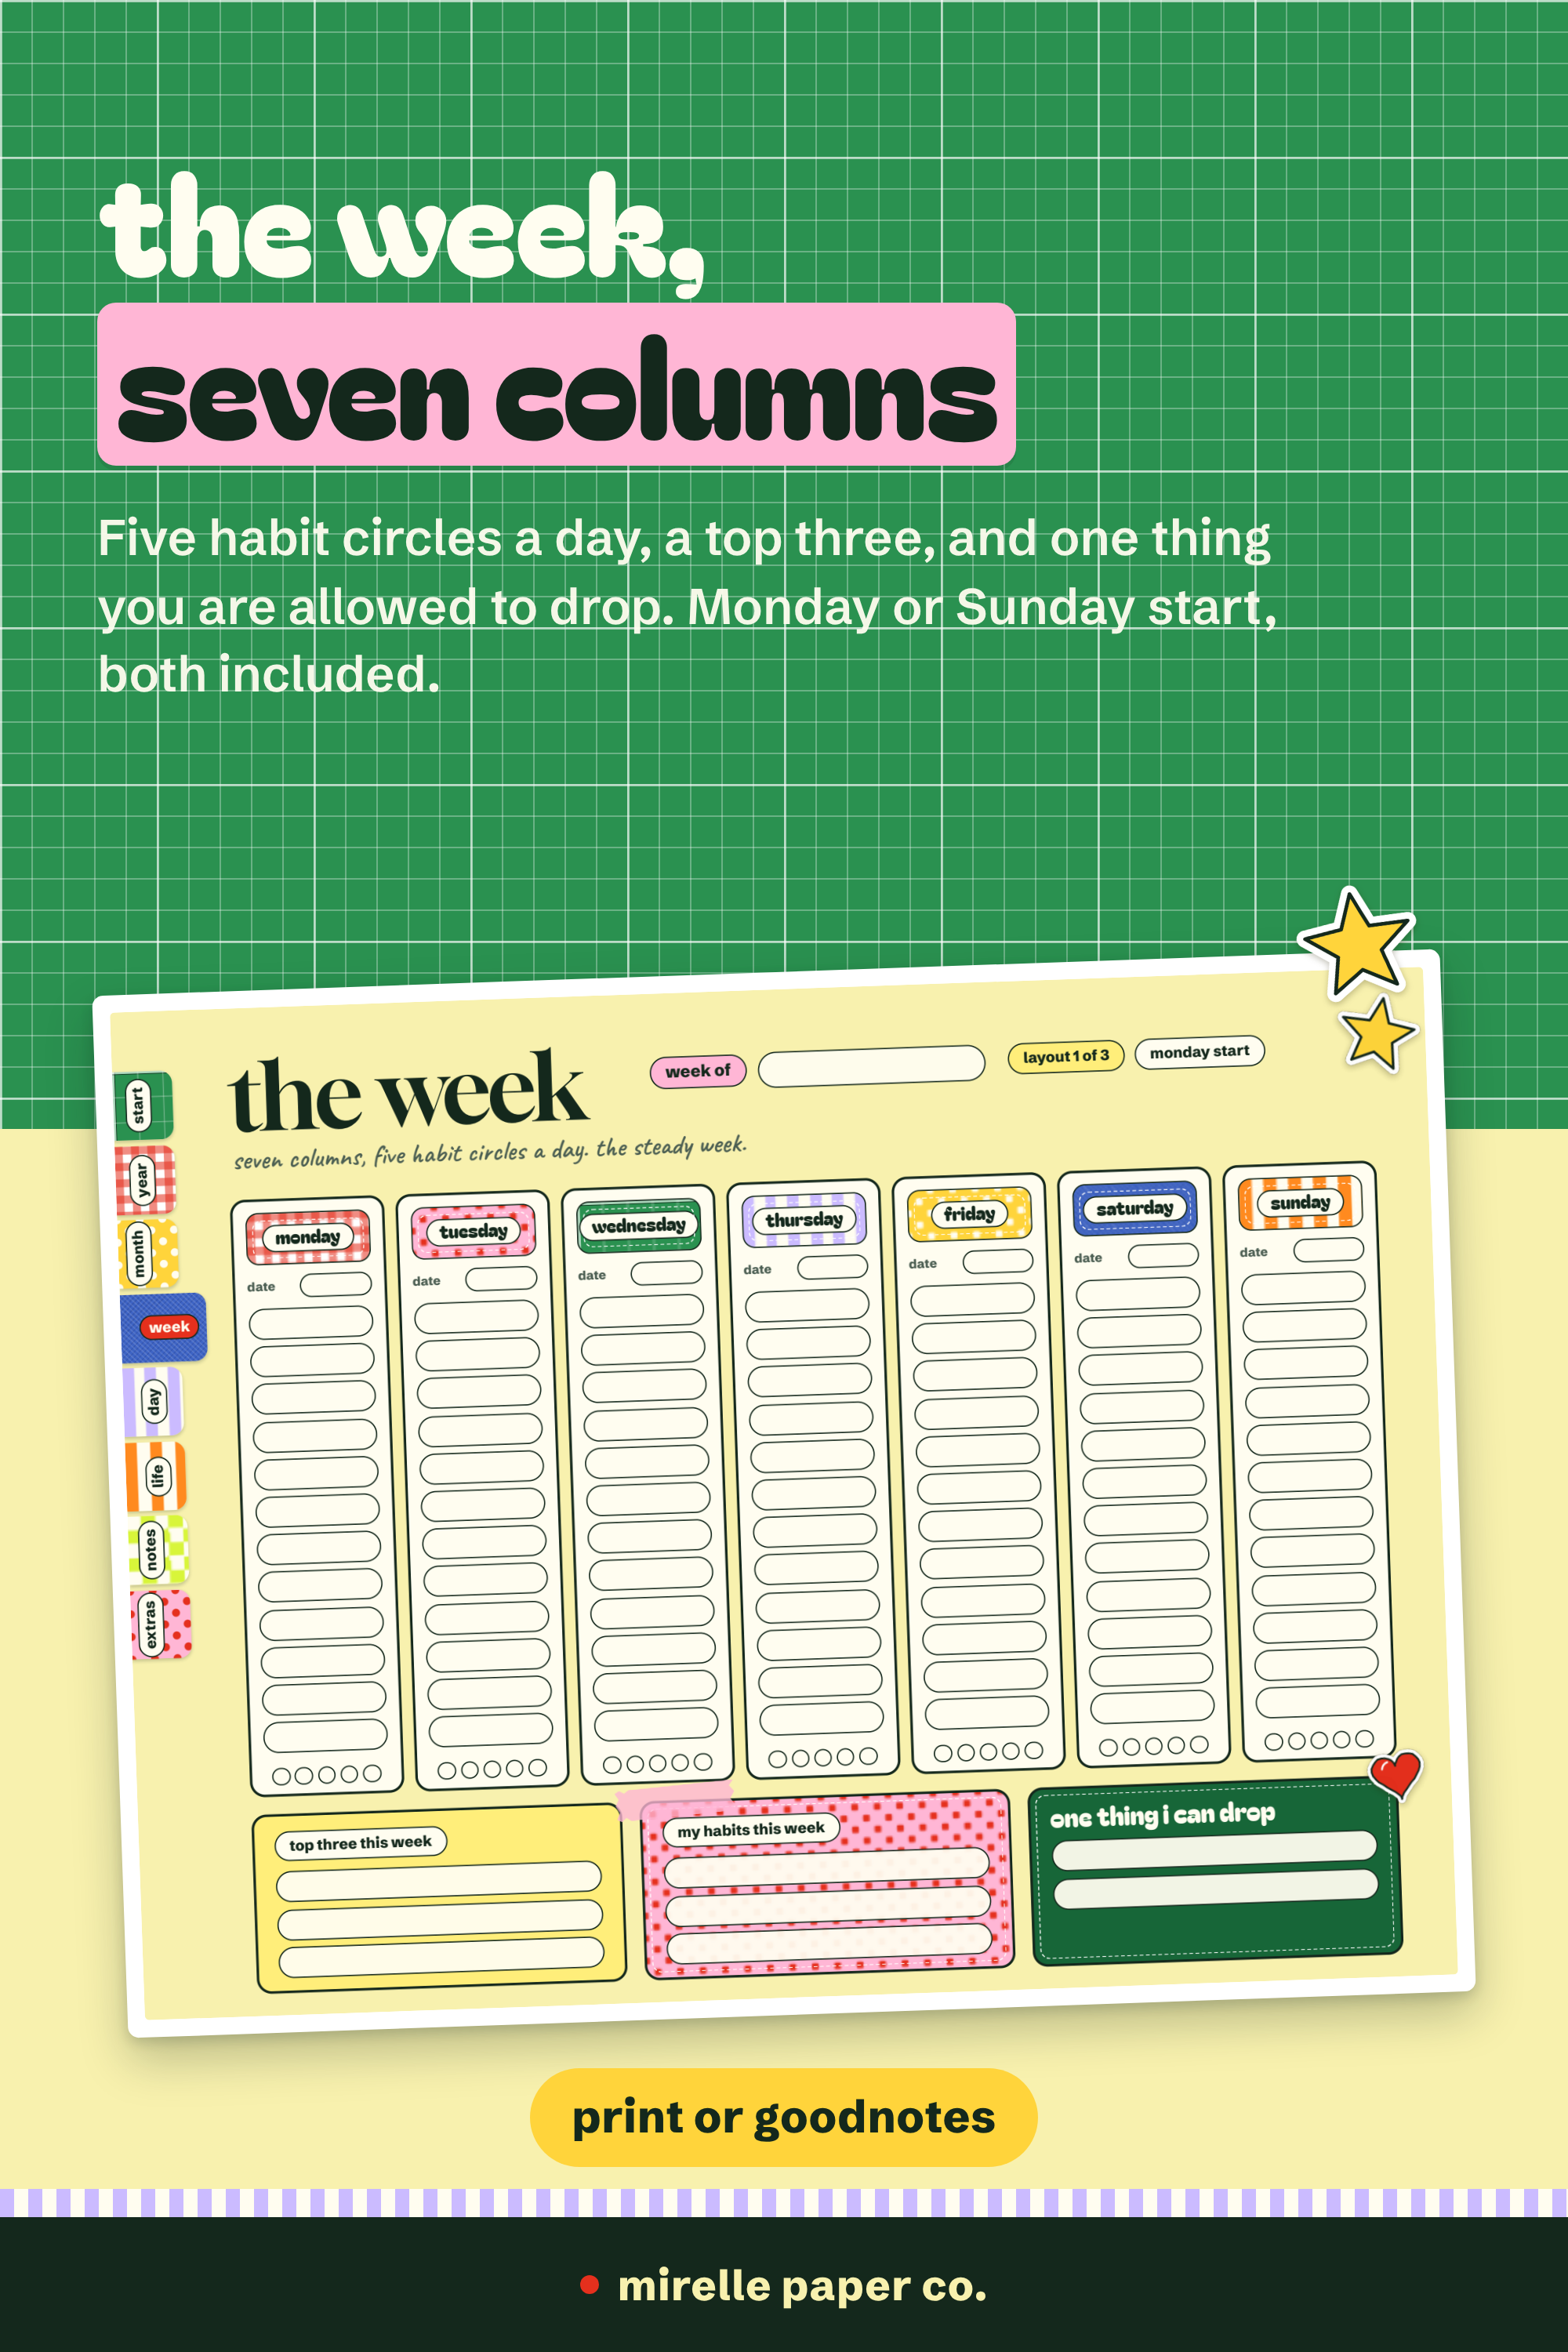 the week,
seven columns
Five habit circles a day, a top three, and one thing
you are allowed to drop. Monday or Sunday start,
both included.
the week
week of
layout 1 of 3
monday start
seven columns, five habit circles a day. the steady week.
start
year
month
week
day
life
notes
extras
monday
tuesday
wednesday
thursday
friday
saturday
sunday
date
date
date
date
date
date
date
top three this week
my habits this week
one thing i can drop
print or goodnotes
mirelle paper co.